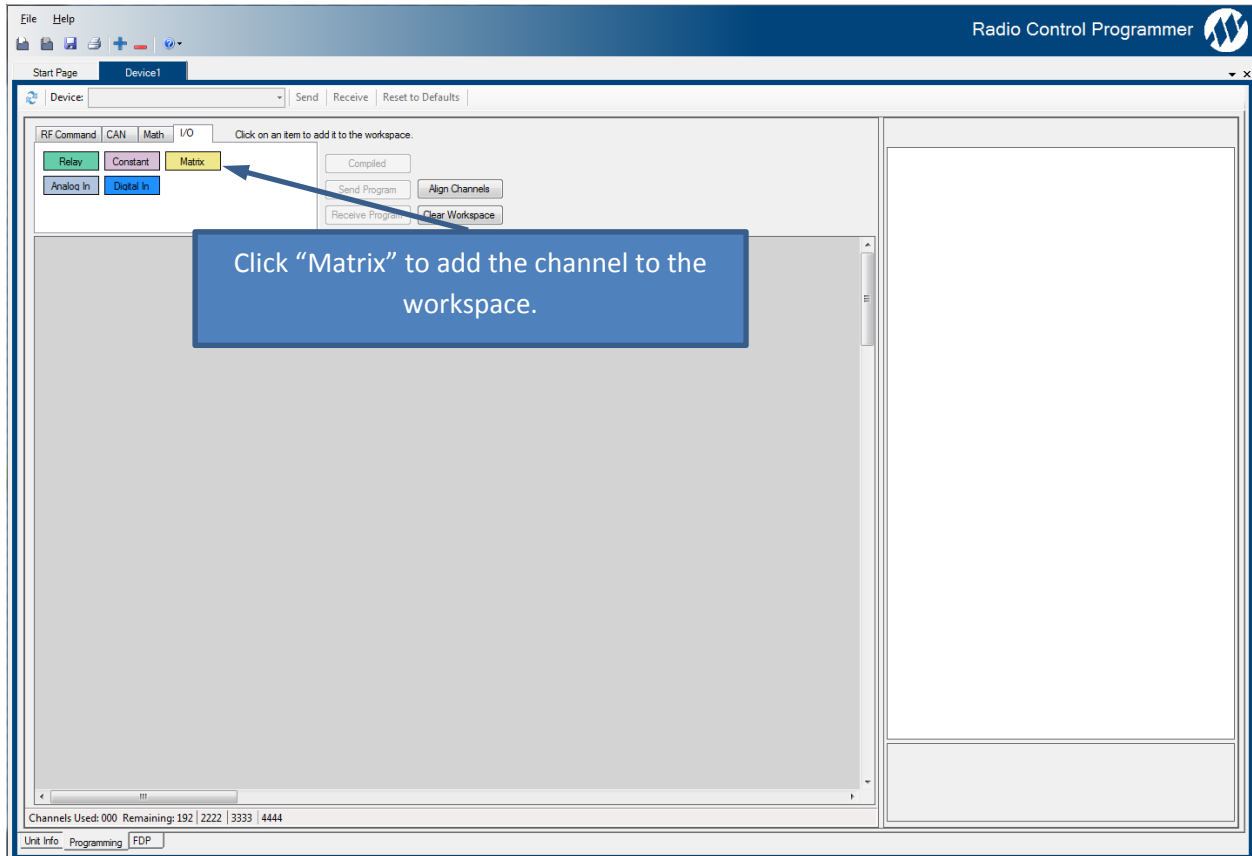 File Help
Radio Control Programmer
Start Page Device1
Device: Send Receive Reset to Defaults
RF Command CAN Math I/O Click on an item to add it to the workspace.
Relay Constant Matrix Compiled
Analog In Digital In Send Program Align Channels
Receive Program Clear Workspace
Click “Matrix” to add the channel to the
workspace.
Channels Used: 000 Remaining: 192 2222 3333 4444
Unit Info Programming FDP